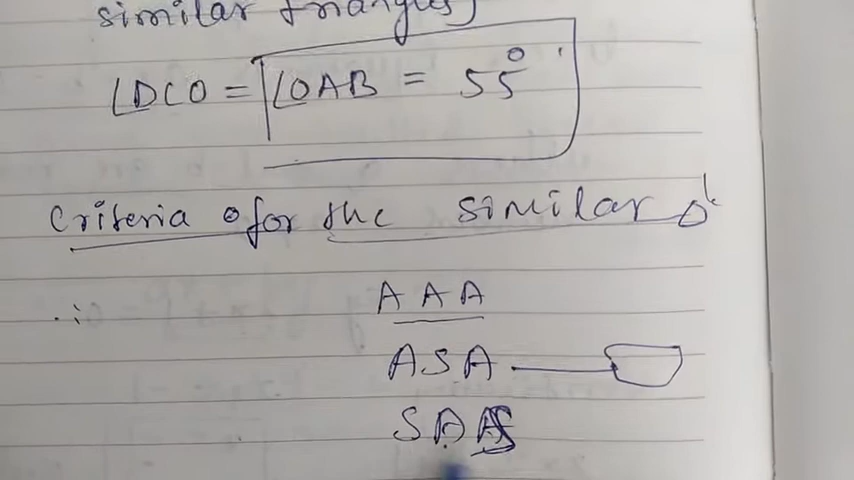 similar triangles)
∠DCO = ∠OAB = 55°
Criteria for the similar Δ
∴
AAA
ASA
SAS